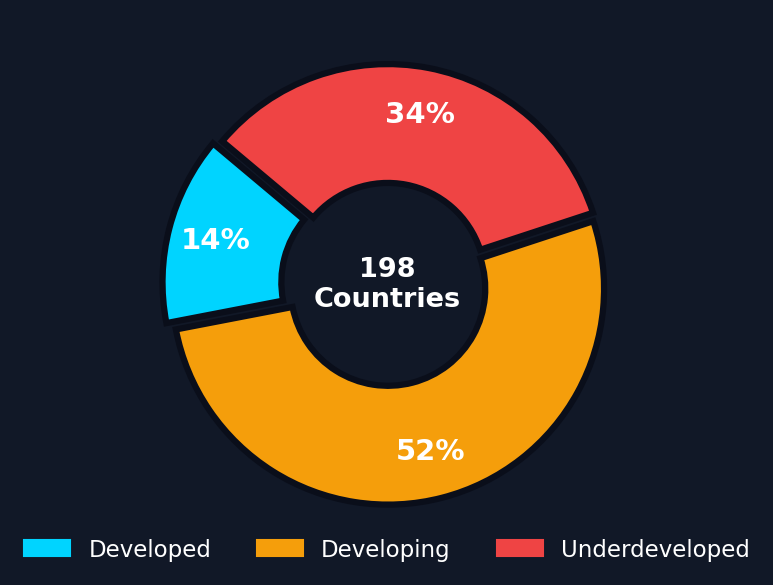 34%
14%
198
Countries
52%
Developed
Developing
Underdeveloped